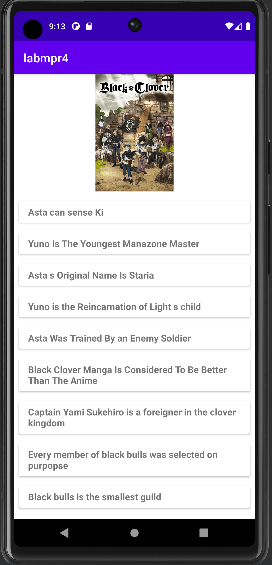 9:13
labmpr4
Black Clover
Asta can sense Ki
Yuno Is The Youngest Manazone Master
Asta s Original Name Is Staria
Yuno is the Reincarnation of Light s child
Asta Was Trained By an Enemy Soldier
Black Clover Manga Is Considered To Be Better
Than The Anime
Captain Yami Sukehiro is a foreigner in the clover
kingdom
Every member of black bulls was selected on
purpopse
Black bulls is the smallest guild